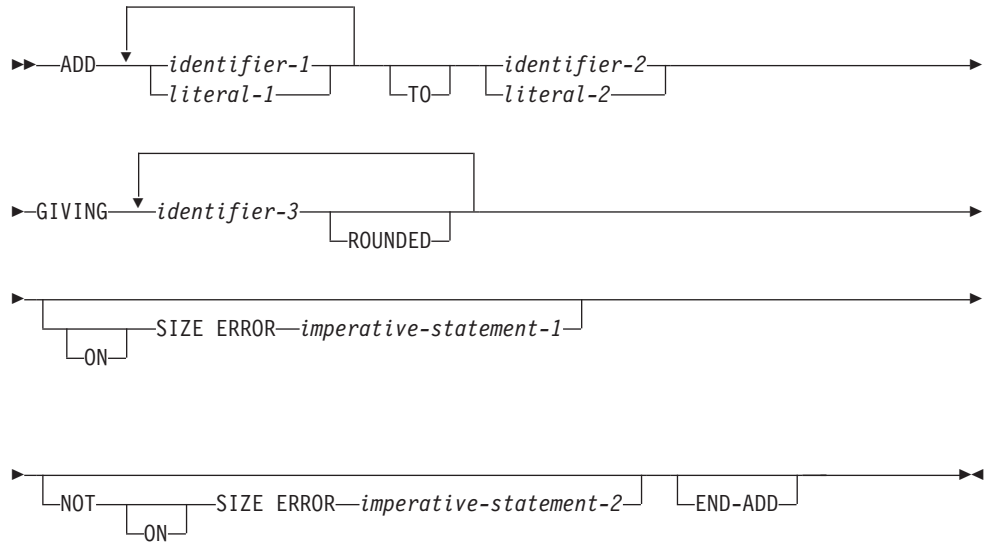 ADD identifier-1 identifier-2
literal-1 TO literal-2
GIVING identifier-3
ROUNDED
SIZE ERROR imperative-statement-1
ON
NOT SIZE ERROR imperative-statement-2 END-ADD
ON